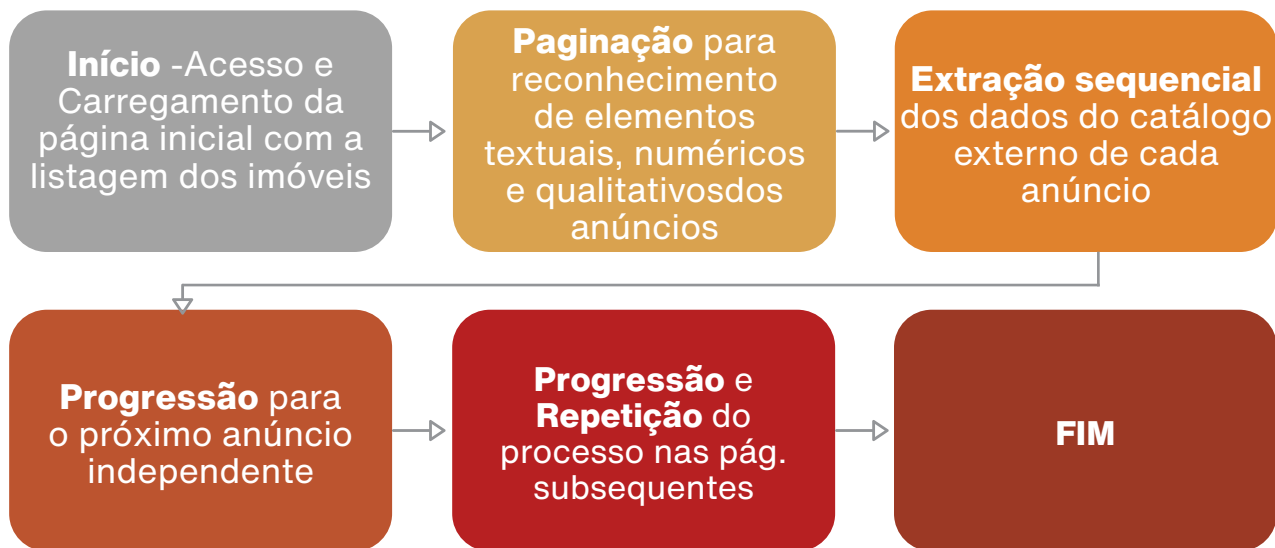 Início -Acesso e
Carregamento da
página inicial com a
listagem dos imóveis
Paginação para
reconhecimento
de elementos
textuais, numéricos
e qualitativosdos
anúncios
Extração sequencial
dos dados do catálogo
externo de cada
anúncio
Progressão para
o próximo anúncio
independente
Progressão e
Repetição do
processo nas pág.
subsequentes
FIM